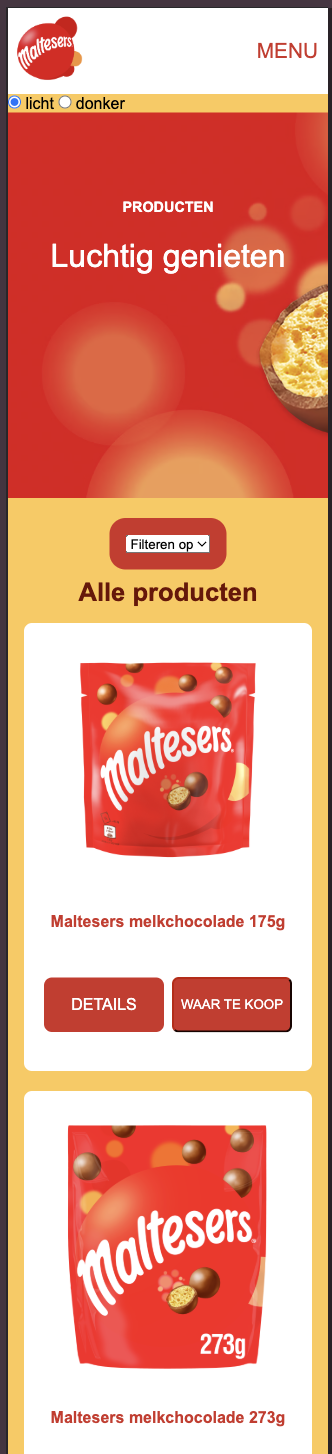 Maltesers
MENU
licht donker
PRODUCTEN
Luchtig genieten
Filteren op
Alle producten
Maltesers
Maltesers melkchocolade 175g
DETAILS WAAR TE KOOP
Maltesers
273g
Maltesers melkchocolade 273g